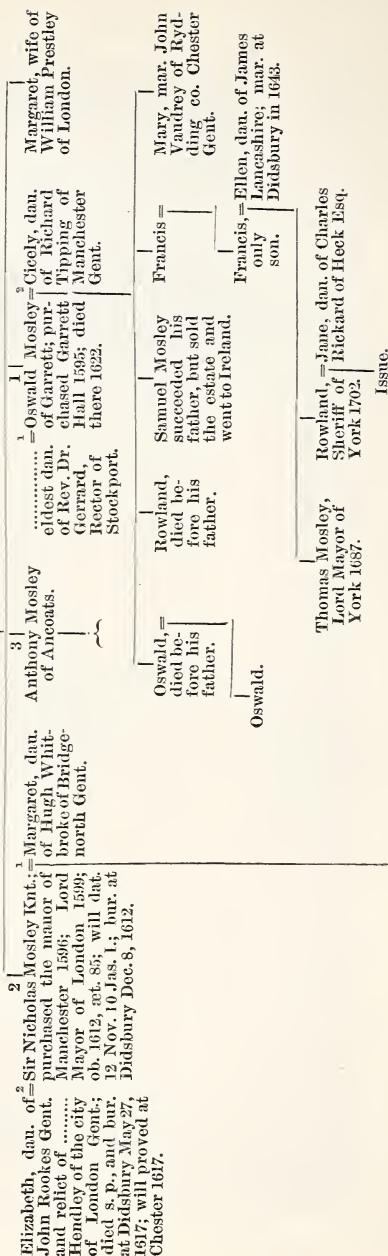 Elizabeth, dau. of
John Rookes Gent.
and relict of .........
Hendley of the city
of London Gent.;
died s. p., and bur.
at Didsbury May 27,
1617; will proved at
Chester 1617.
2
=
2
Sir Nicholas Mosley Knt.;
purchased the manor of
Manchester 1596; Lord
Mayor of London 1599;
ob. 1612, æt. 85; will dat.
12 Nov. 10 Jas. I.; bur. at
Didsbury Dec. 8, 1612.
1
=
Margaret, dau.
of Hugh Whit-
broke of Bridge-
north Gent.
3
Anthony Mosley
of Ancoats.
..............
eldest dau.
of Rev. Dr.
Gerrard,
Rector of
Stockport.
1
=
1
Oswald Mosley
of Garrett; pur-
chased Garrett
Hall 1595; died
there 1622.
2
=
Cicely, dau.
of Richard
Tipping of
Manchester
Gent.
Margaret, wife of
William Prestley
of London.
Oswald, =
died be-
fore his
father.
Rowland,
died be-
fore his
father.
Samuel Mosley
succeeded his
father, but sold
the estate and
went to Ireland.
Francis =
Mary, mar. John
Vaudrey of Ryd-
ding co. Chester
Gent.
Oswald.
Francis, =
only
son.
Ellen, dau. of James
Lancashire; mar. at
Didsbury in 1643.
Thomas Mosley,
Lord Mayor of
York 1687.
Rowland, =
Sheriff of
York 1702.
Jane, dau. of Charles
Rickard of Heck Esq.
Issue.